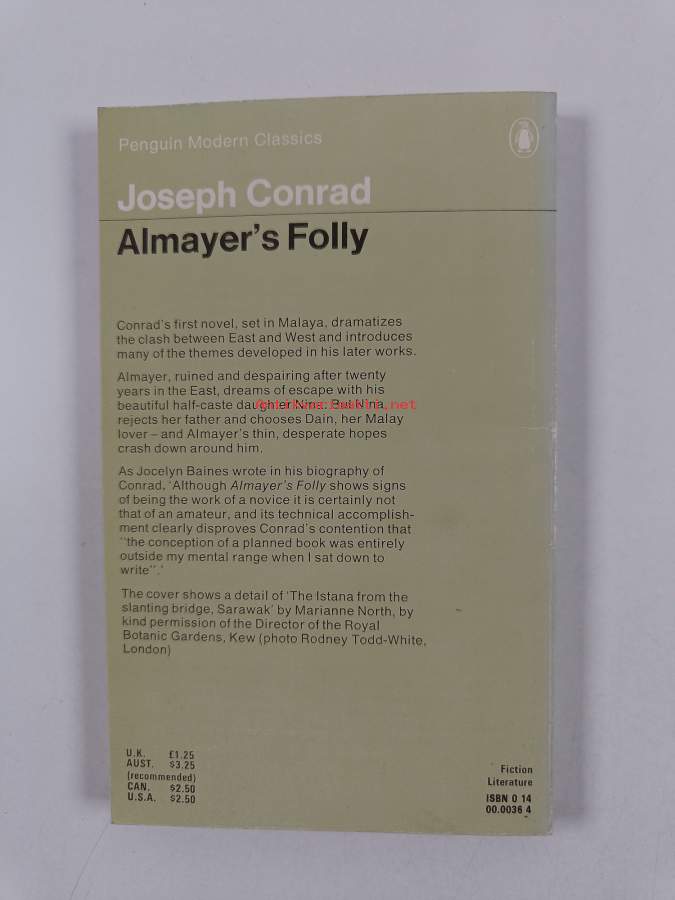 Penguin Modern Classics
Joseph Conrad
Almayer's Folly
Conrad's first novel, set in Malaya, dramatizes
the clash between East and West and introduces
many of the themes developed in his later works.
Almayer, ruined and despairing after twenty
years in the East, dreams of escape with his
beautiful half-caste daughter Nina. But Nina,
rejects her father and chooses Dain, her Malay
lover – and Almayer's thin, desperate hopes
crash down around him.
As Jocelyn Baines wrote in his biography of
Conrad, 'Although Almayer's Folly shows signs
of being the work of a novice it is certainly not
that of an amateur, and its technical accomplish-
ment clearly disproves Conrad's contention that
"the conception of a planned book was entirely
outside my mental range when I sat down to
write".'
The cover shows a detail of 'The Istana from the
slanting bridge, Sarawak' by Marianne North, by
kind permission of the Director of the Royal
Botanic Gardens, Kew (photo Rodney Todd-White,
London)
U.K. £1.25
AUST. $3.25
(recommended)
CAN. $2.50
U.S.A. $2.50
Fiction
Literature
ISBN 0 14
00.0036 4